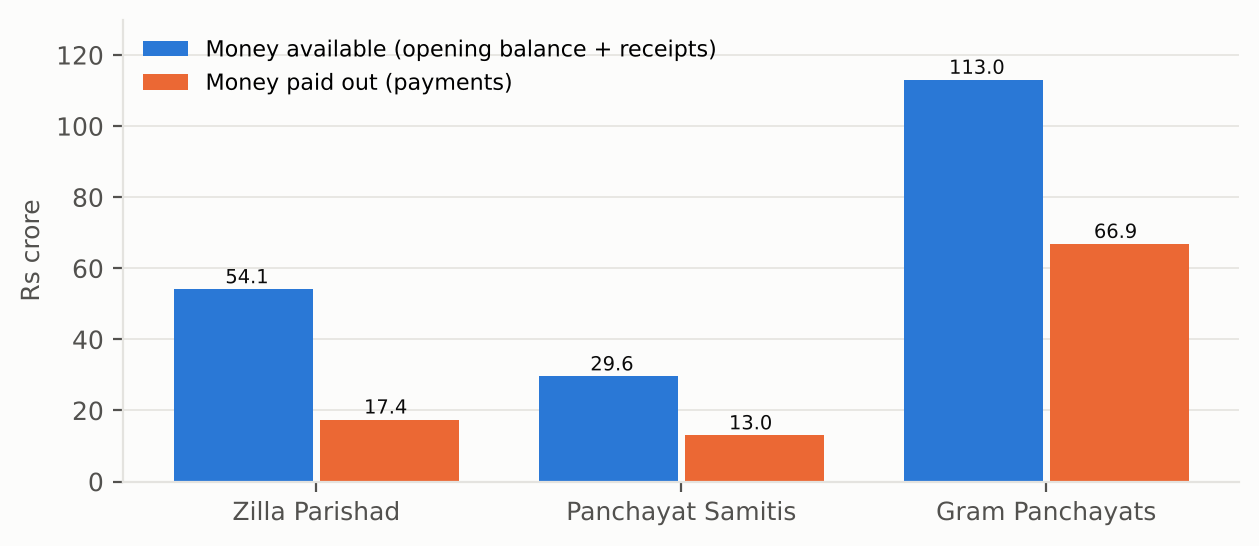 Money available (opening balance + receipts)
Money paid out (payments)
Rs crore
120
100
80
60
40
20
0
54.1
17.4
29.6
13.0
113.0
66.9
Zilla Parishad
Panchayat Samitis
Gram Panchayats